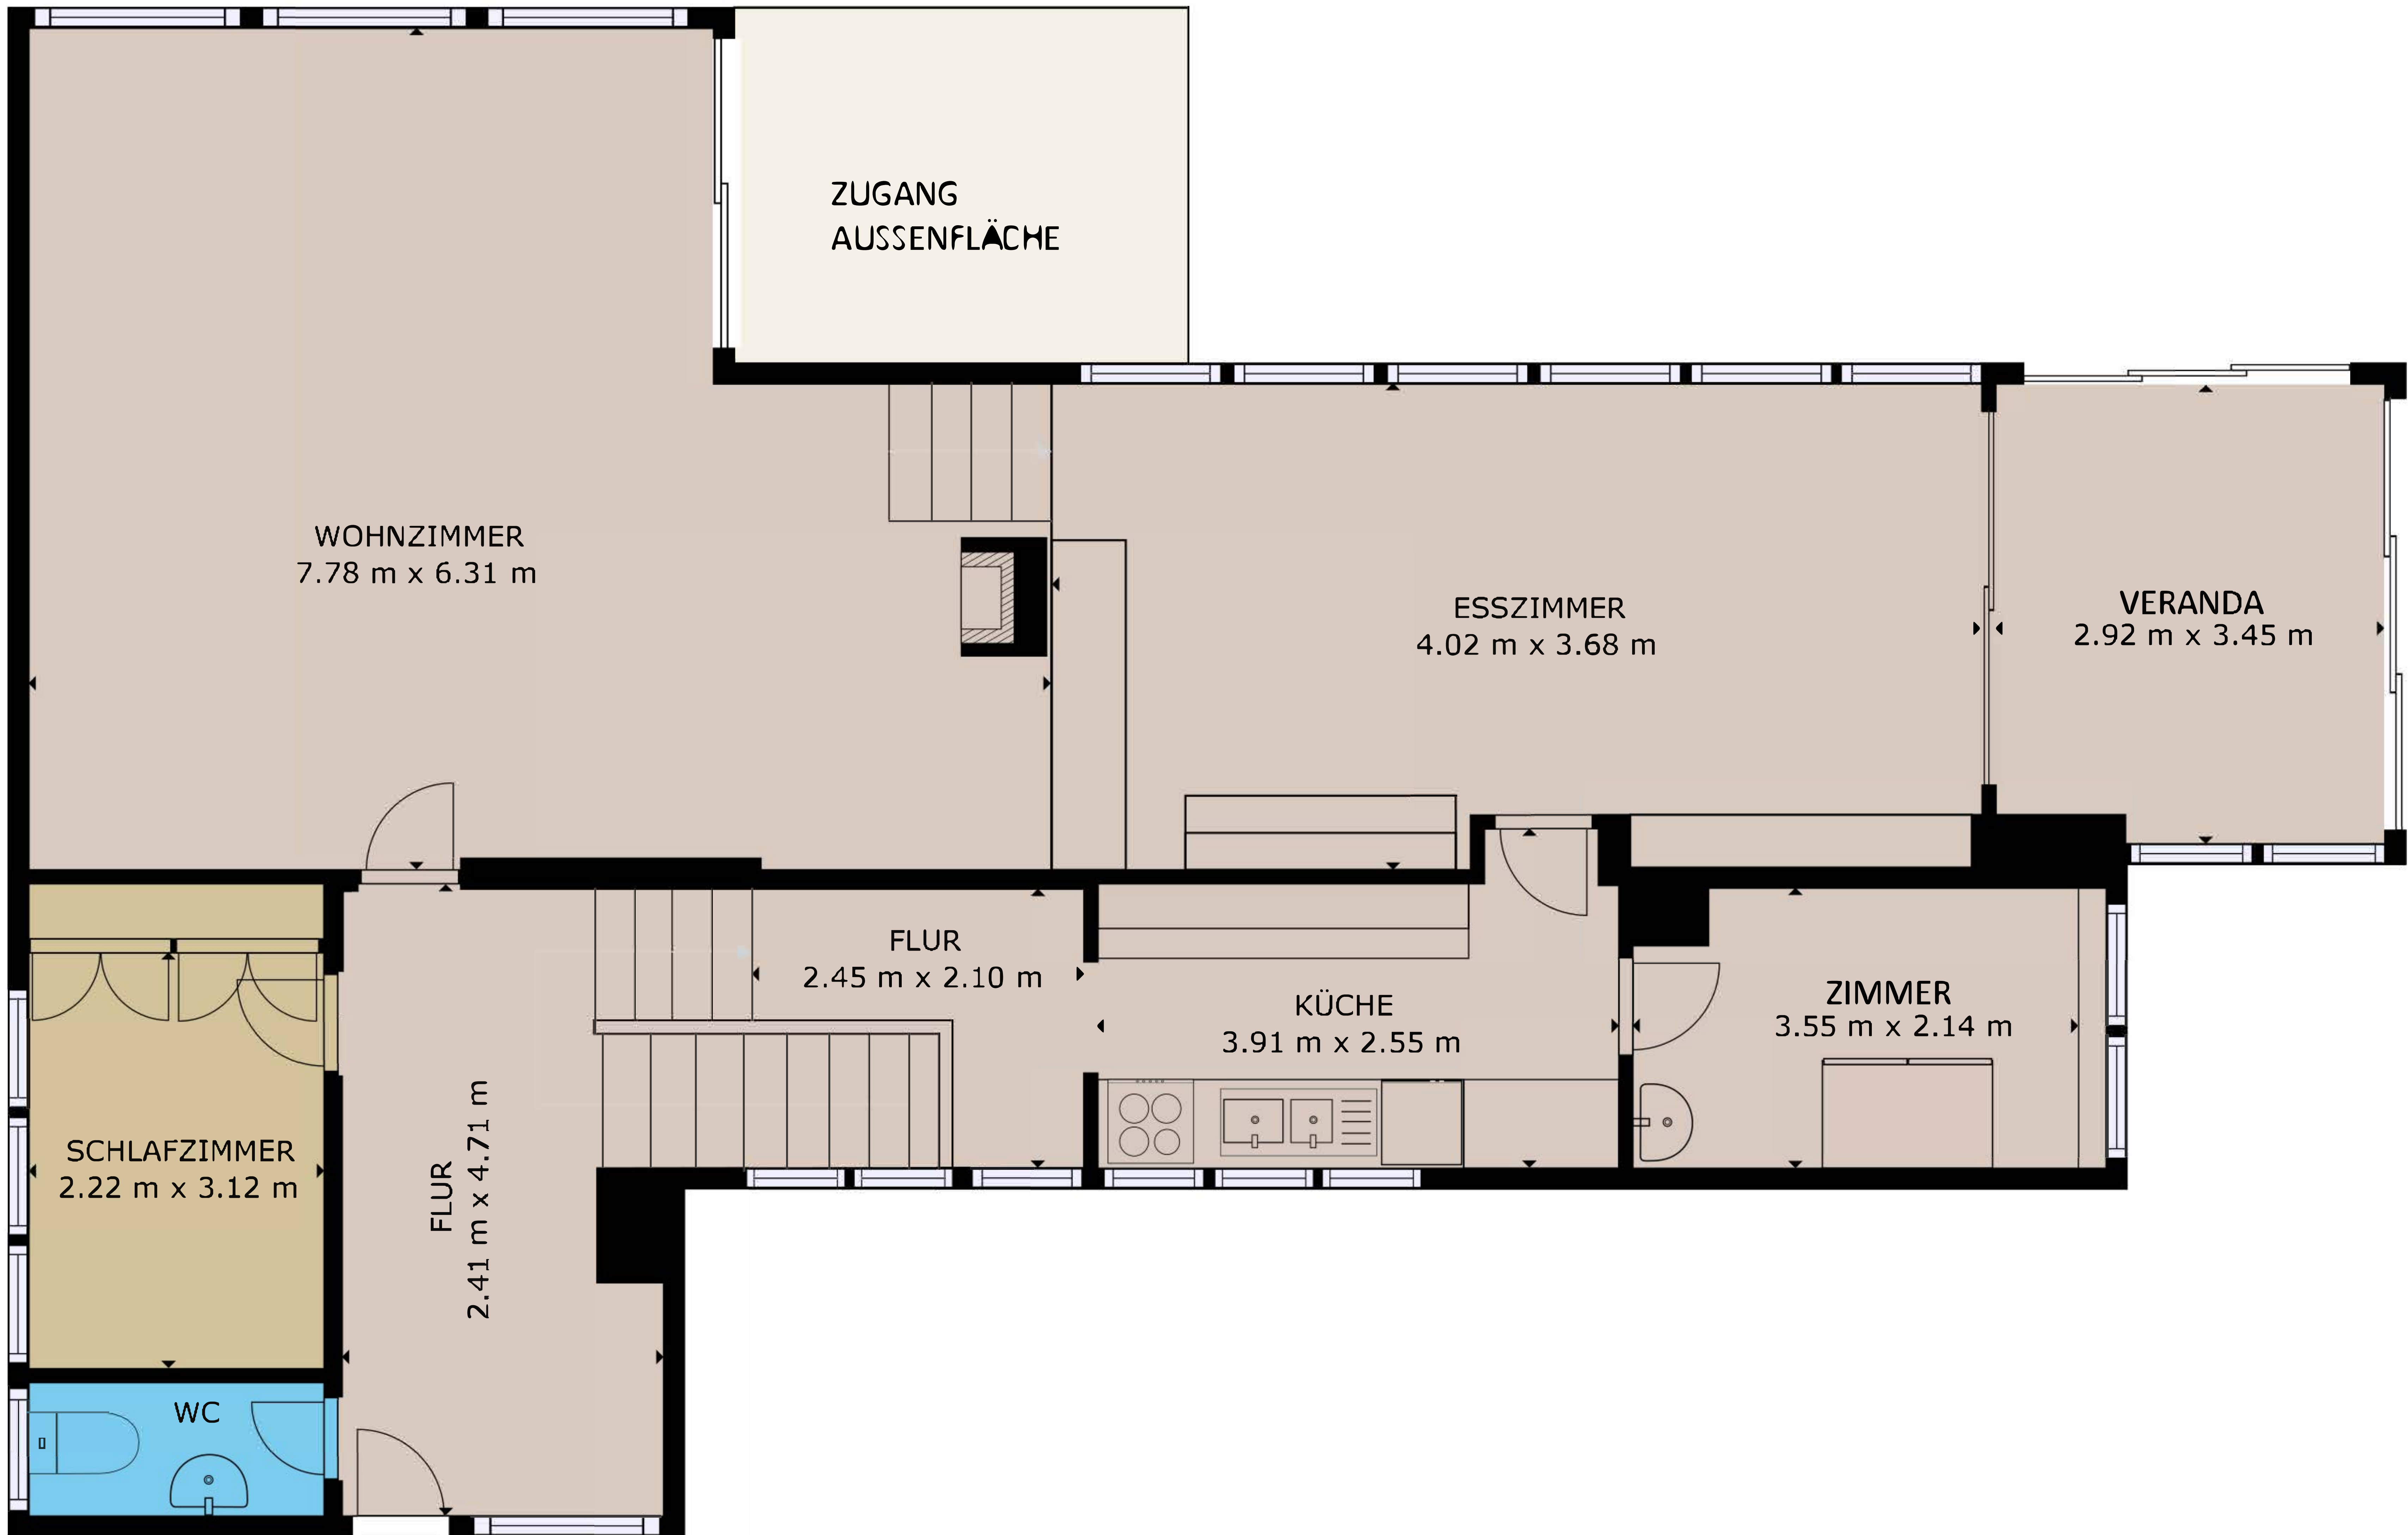 ZUGANG
AUSSENFLÄCHE
WOHNZIMMER
7.78 m x 6.31 m
ESSZIMMER
4.02 m x 3.68 m
VERANDA
2.92 m x 3.45 m
FLUR
2.45 m x 2.10 m
KÜCHE
3.91 m x 2.55 m
ZIMMER
3.55 m x 2.14 m
SCHLAFZIMMER
2.22 m x 3.12 m
FLUR
2.41 m x 4.71 m
WC